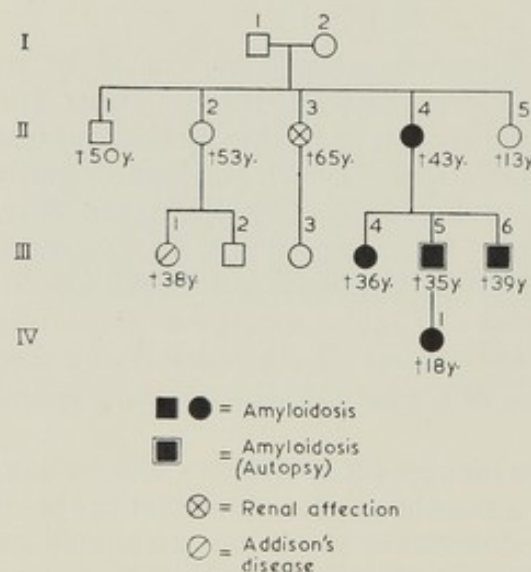 1 2
I
1 2 3 4 5
II
†50y. †53y. †65y. †43y. †13y.
1 2 3 4 5 6
III
†38y. †36y. †35y. †39y.
1
IV
†18y.
= Amyloidosis
= Amyloidosis
(Autopsy)
= Renal affection
= Addison's
disease